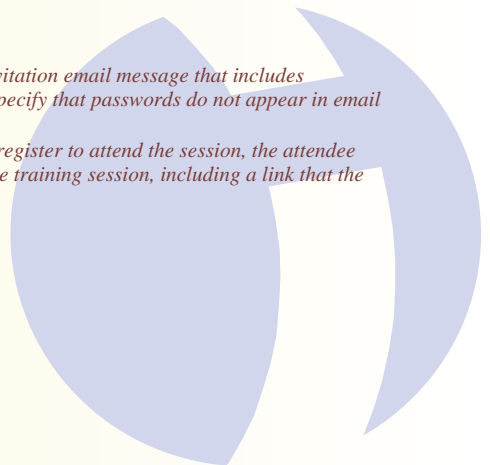 vitation email message that includes
pecify that passwords do not appear in email
register to attend the session, the attendee
e training session, including a link that the